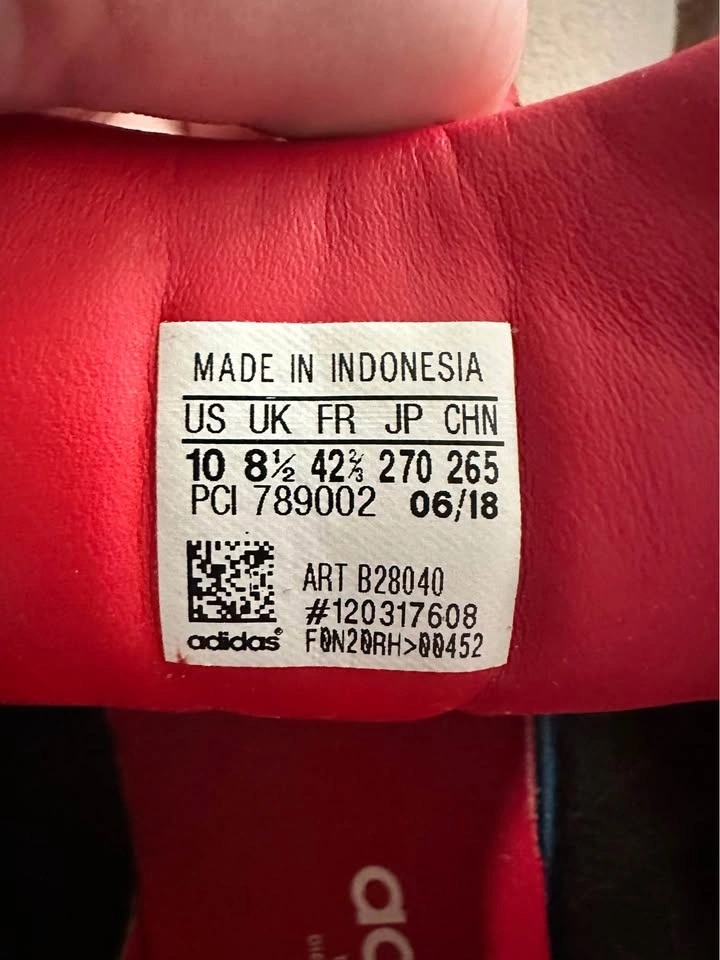 MADE IN INDONESIA
US UK FR JP CHN
10 8½ 42⅔ 270 265
PCI 789002 06/18
ART B28040
#120317608
adidas® F0N20RH>00452